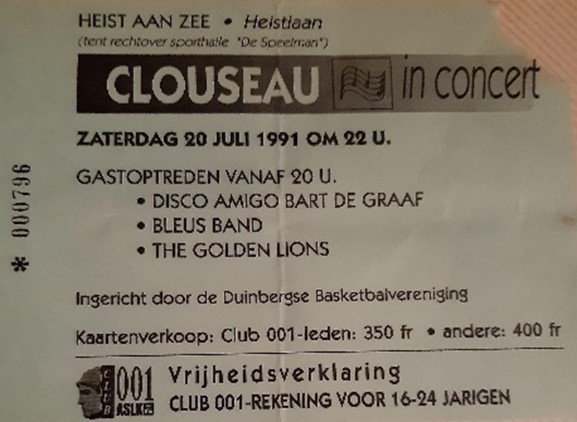 HEIST AAN ZEE • Heistlaan
(tent rechtover sporthalle "De Speelman")
CLOUSEAU in concert
ZATERDAG 20 JULI 1991 OM 22 U.
GASTOPTREDEN VANAF 20 U.
• DISCO AMIGO BART DE GRAAF
• BLEUS BAND
• THE GOLDEN LIONS
Ingericht door de Duinbergse Basketbalvereniging
Kaartenverkoop: Club 001-leden: 350 fr • andere: 400 fr
CLUB 001 ASLK Vrijheidsverklaring
CLUB 001-REKENING VOOR 16-24 JARIGEN
* 000796